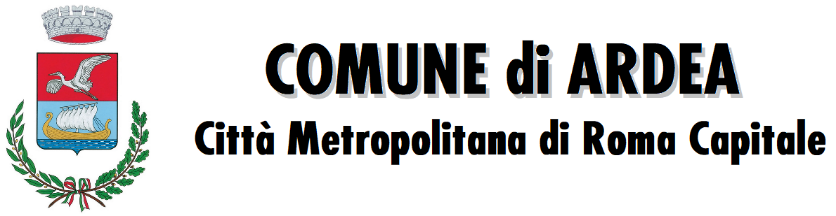 COMUNE di ARDEA
Città Metropolitana di Roma Capitale